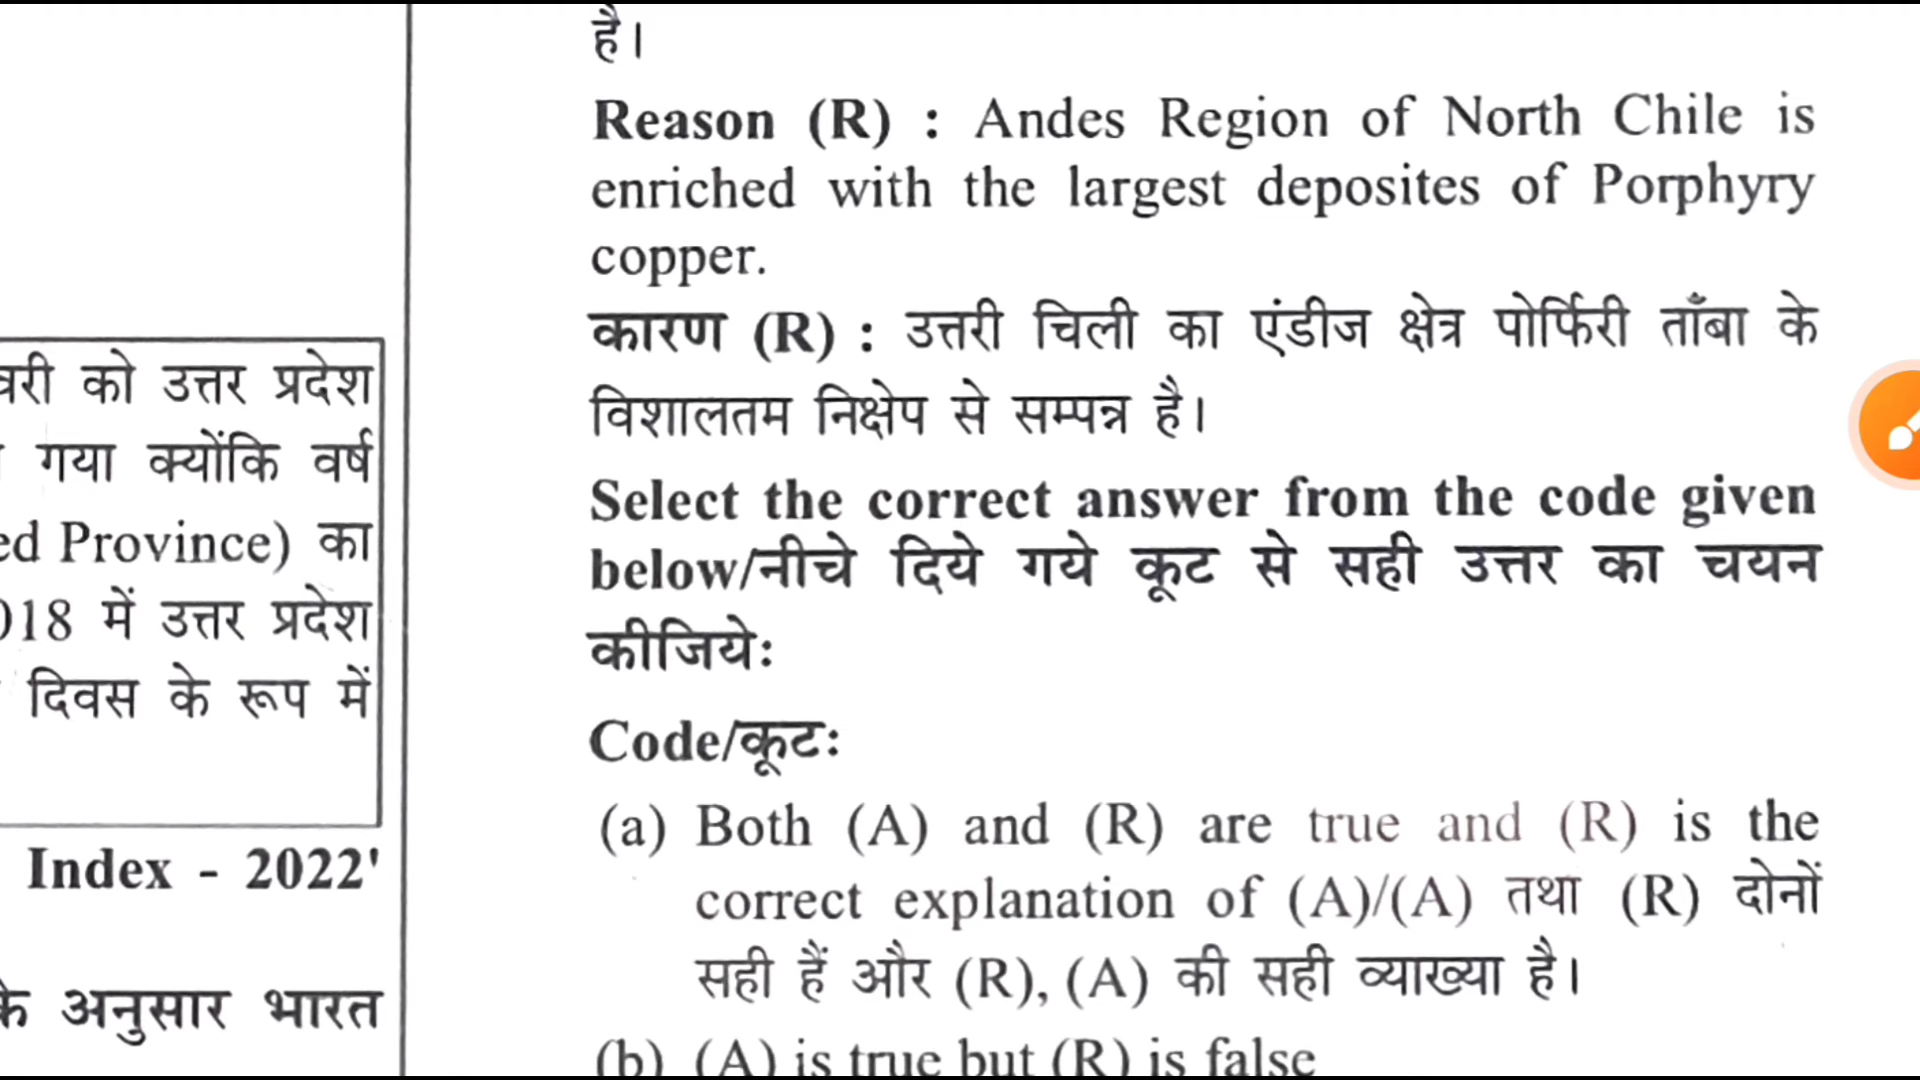 वरी को उत्तर प्रदेश
गया क्योंकि वर्ष
ed Province) का
018 में उत्तर प्रदेश
दिवस के रूप में
Index - 2022'
के अनुसार भारत
है।
Reason (R) : Andes Region of North Chile is
enriched with the largest deposites of Porphyry
copper.
कारण (R) : उत्तरी चिली का एंडीज क्षेत्र पोर्फिरी ताँबा के
विशालतम निक्षेप से सम्पन्न है।
Select the correct answer from the code given
below/नीचे दिये गये कूट से सही उत्तर का चयन
कीजियेः
Code/कूटः
(a) Both (A) and (R) are true and (R) is the
correct explanation of (A)/(A) तथा (R) दोनों
सही हैं और (R), (A) की सही व्याख्या है।
(b) (A) is true but (R) is false